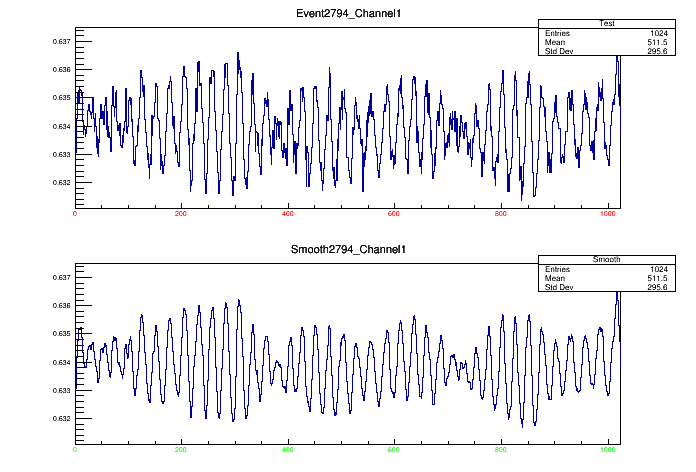 Event2794_Channel1
Test
Entries 1024
Mean 511.5
Std Dev 295.6
0.637
0.636
0.635
0.634
0.633
0.632
0 200 400 600 800 1000
Smooth2794_Channel1
Smooth
Entries 1024
Mean 511.5
Std Dev 295.6
0.637
0.636
0.635
0.634
0.633
0.632
0 200 400 600 800 1000